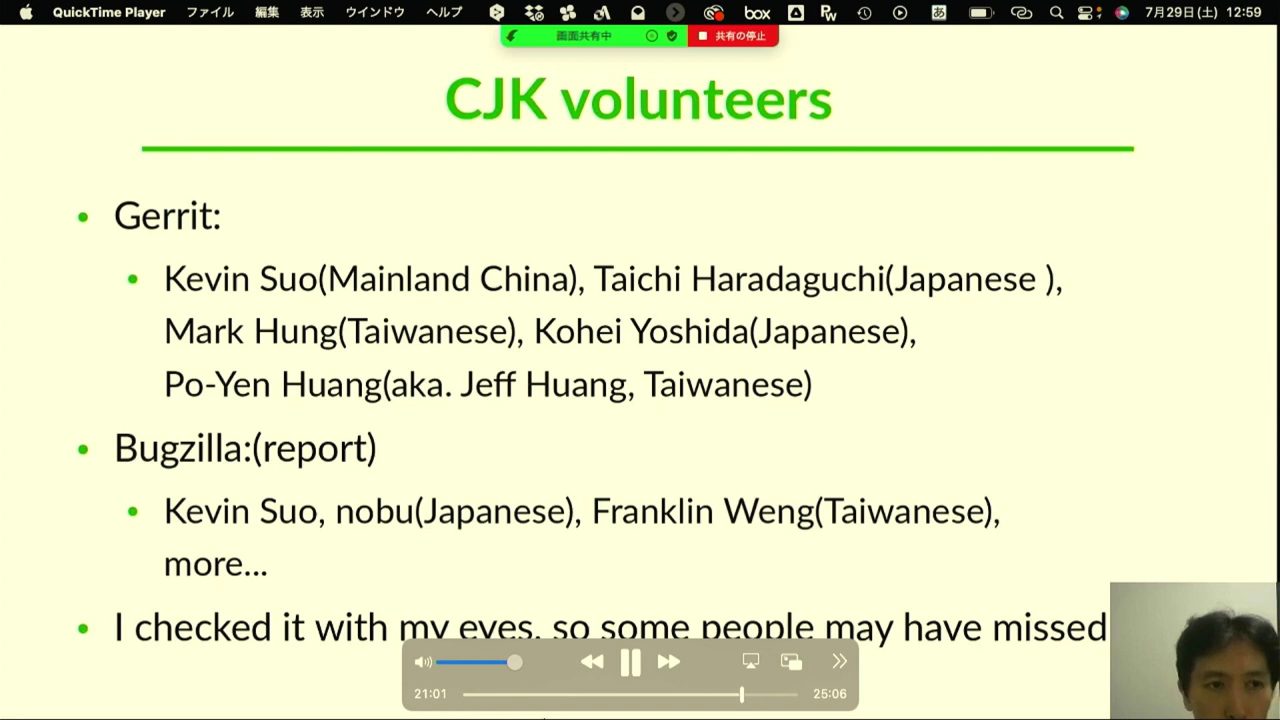 QuickTime Player ファイル 編集 表示 ウインドウ ヘルプ box あ 7月29日(土) 12:59
画面共有中 共有の停止
CJK volunteers
• Gerrit:
• Kevin Suo(Mainland China), Taichi Haradaguchi(Japanese ),
Mark Hung(Taiwanese), Kohei Yoshida(Japanese),
Po-Yen Huang(aka. Jeff Huang, Taiwanese)
• Bugzilla:(report)
• Kevin Suo, nobu(Japanese), Franklin Weng(Taiwanese),
more...
• I checked it with my eyes, so some people may have missed
21:01 25:06